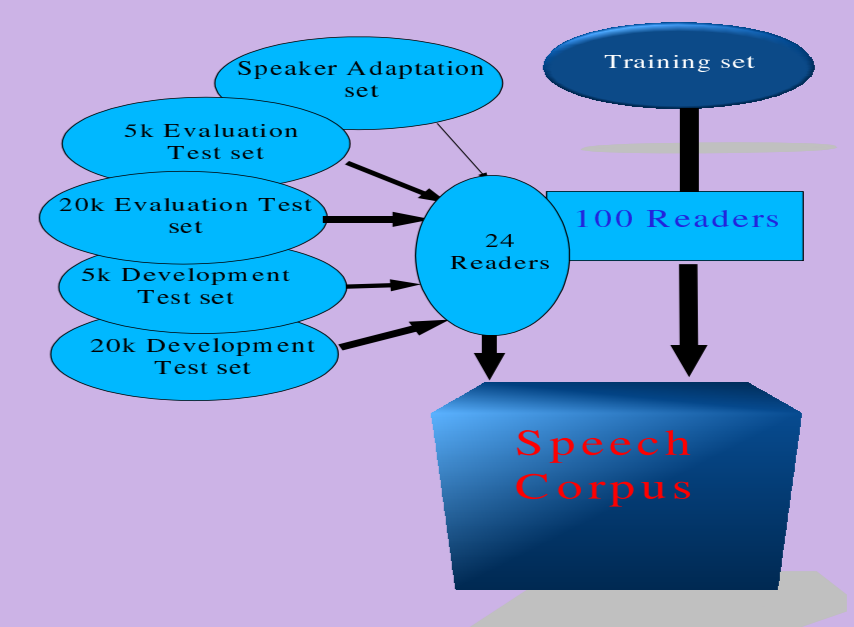 Speaker Adaptation
set
Training set
5k Evaluation
Test set
20k Evaluation Test
set
5k Development
Test set
20k Development
Test set
24
Readers
100 Readers
Speech
Corpus